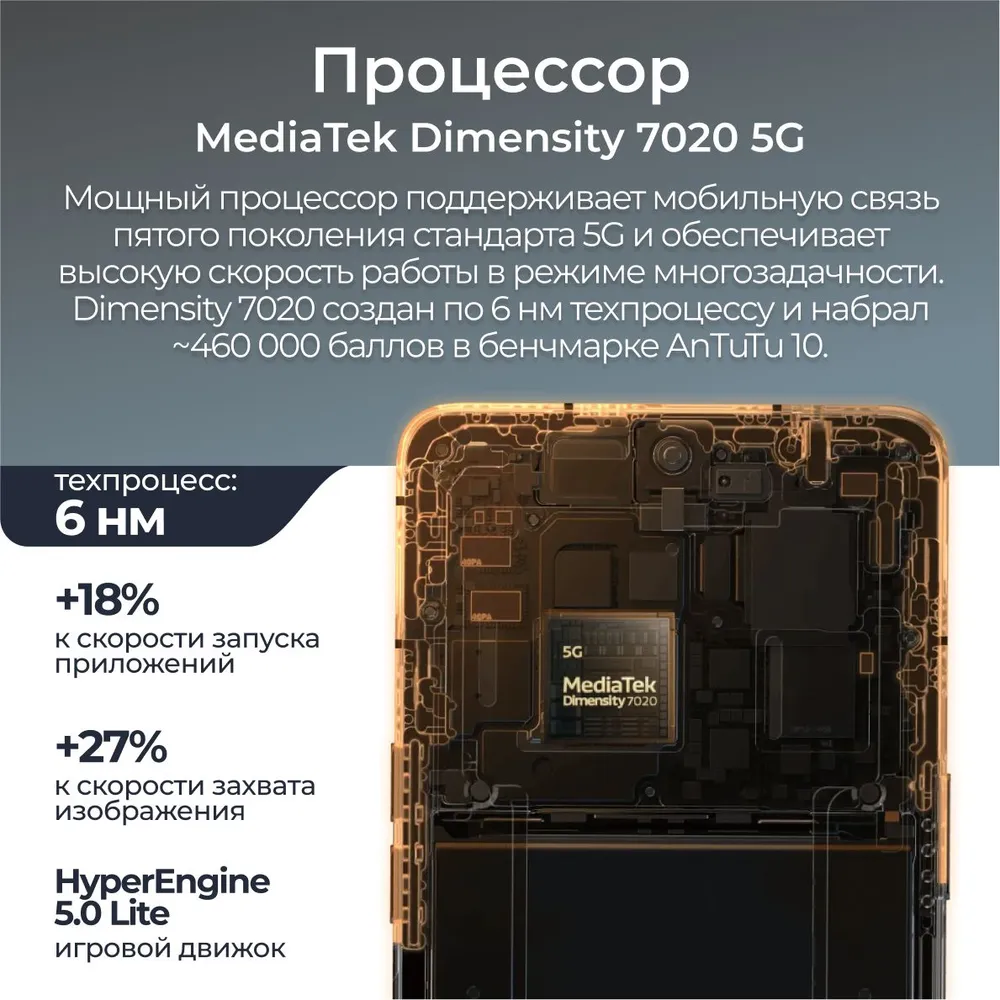 Процессор
MediaTek Dimensity 7020 5G
Мощный процессор поддерживает мобильную связь
пятого поколения стандарта 5G и обеспечивает
высокую скорость работы в режиме многозадачности.
Dimensity 7020 создан по 6 нм техпроцессу и набрал
~460 000 баллов в бенчмарке AnTuTu 10.
техпроцесс:
6 нм
+18%
к скорости запуска
приложений
+27%
к скорости захвата
изображения
HyperEngine
5.0 Lite
игровой движок
5G
MediaTek
Dimensity 7020